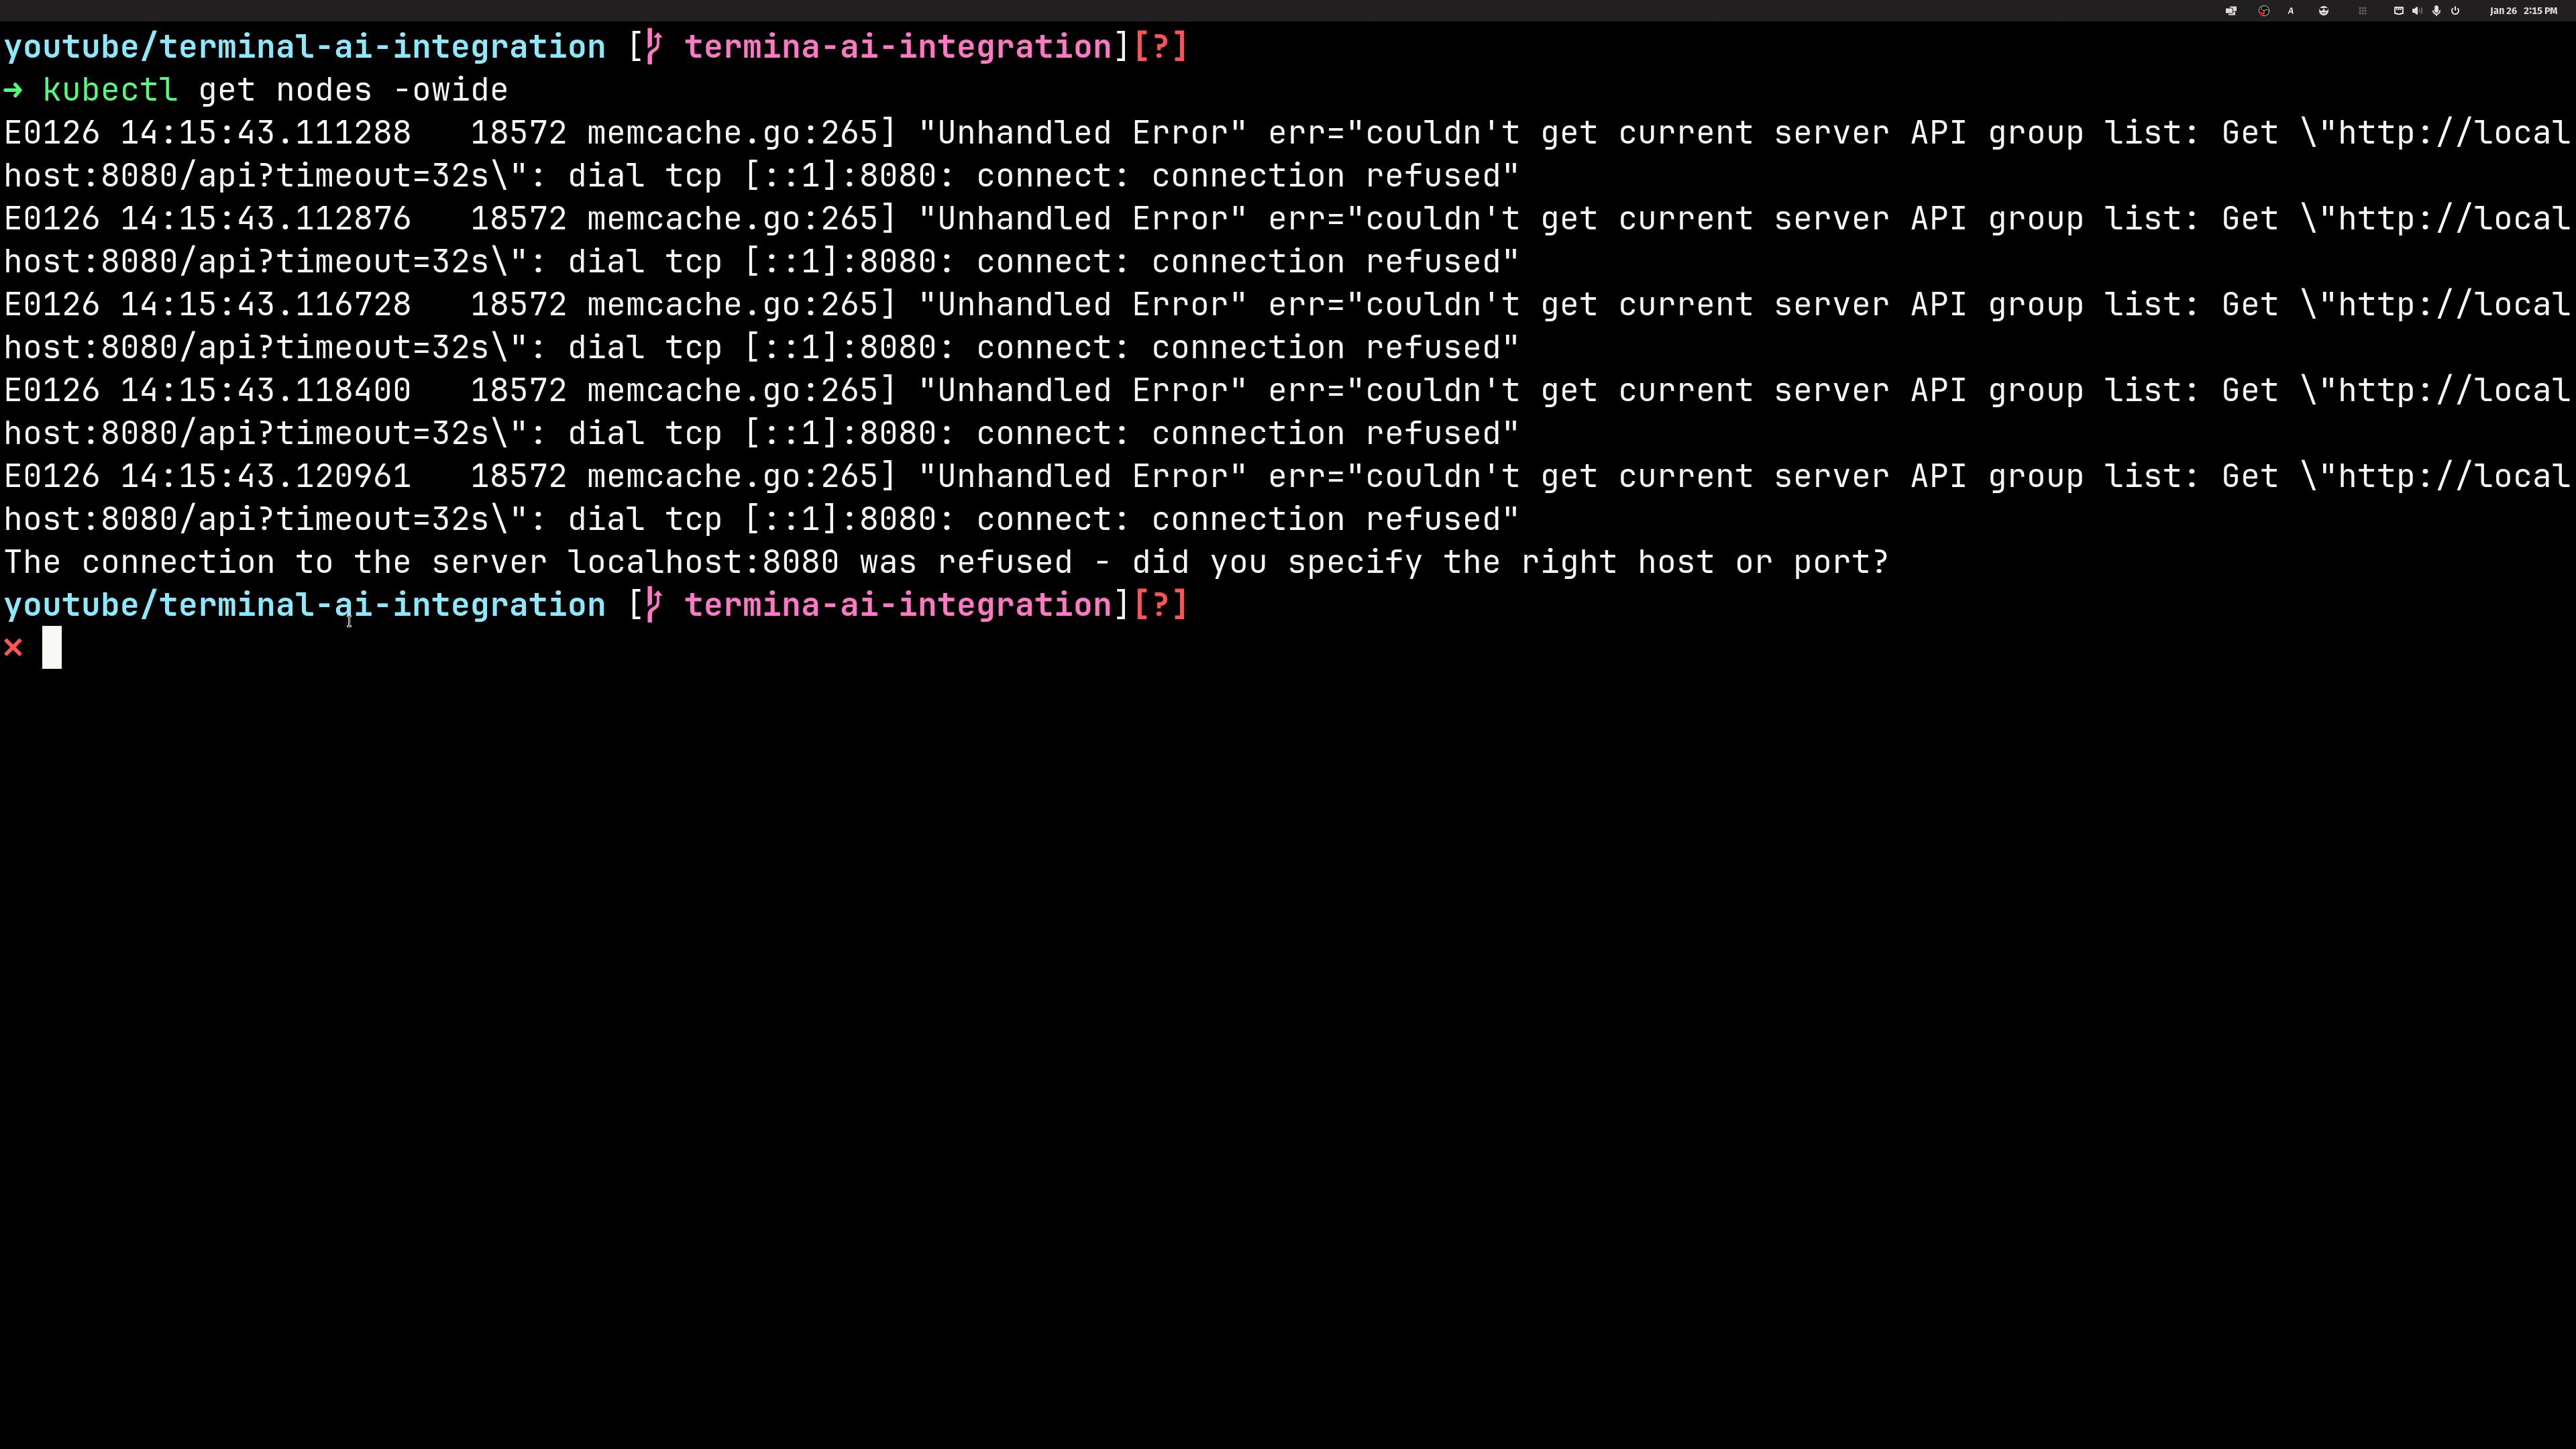 Jan 26 2:15 PM
youtube/terminal-ai-integration [ termina-ai-integration][?]
➜ kubectl get nodes -owide
E0126 14:15:43.111288   18572 memcache.go:265] "Unhandled Error" err="couldn't get current server API group list: Get \"http://local
host:8080/api?timeout=32s\": dial tcp [::1]:8080: connect: connection refused"
E0126 14:15:43.112876   18572 memcache.go:265] "Unhandled Error" err="couldn't get current server API group list: Get \"http://local
host:8080/api?timeout=32s\": dial tcp [::1]:8080: connect: connection refused"
E0126 14:15:43.116728   18572 memcache.go:265] "Unhandled Error" err="couldn't get current server API group list: Get \"http://local
host:8080/api?timeout=32s\": dial tcp [::1]:8080: connect: connection refused"
E0126 14:15:43.118400   18572 memcache.go:265] "Unhandled Error" err="couldn't get current server API group list: Get \"http://local
host:8080/api?timeout=32s\": dial tcp [::1]:8080: connect: connection refused"
E0126 14:15:43.120961   18572 memcache.go:265] "Unhandled Error" err="couldn't get current server API group list: Get \"http://local
host:8080/api?timeout=32s\": dial tcp [::1]:8080: connect: connection refused"
The connection to the server localhost:8080 was refused - did you specify the right host or port?
youtube/terminal-ai-integration [ termina-ai-integration][?]
×